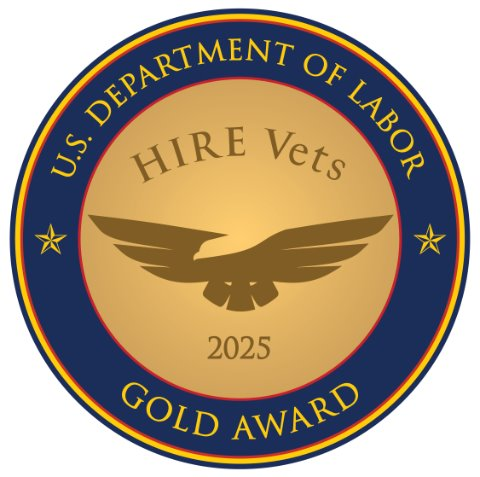 U.S. DEPARTMENT OF LABOR
HIRE Vets
2025
GOLD AWARD